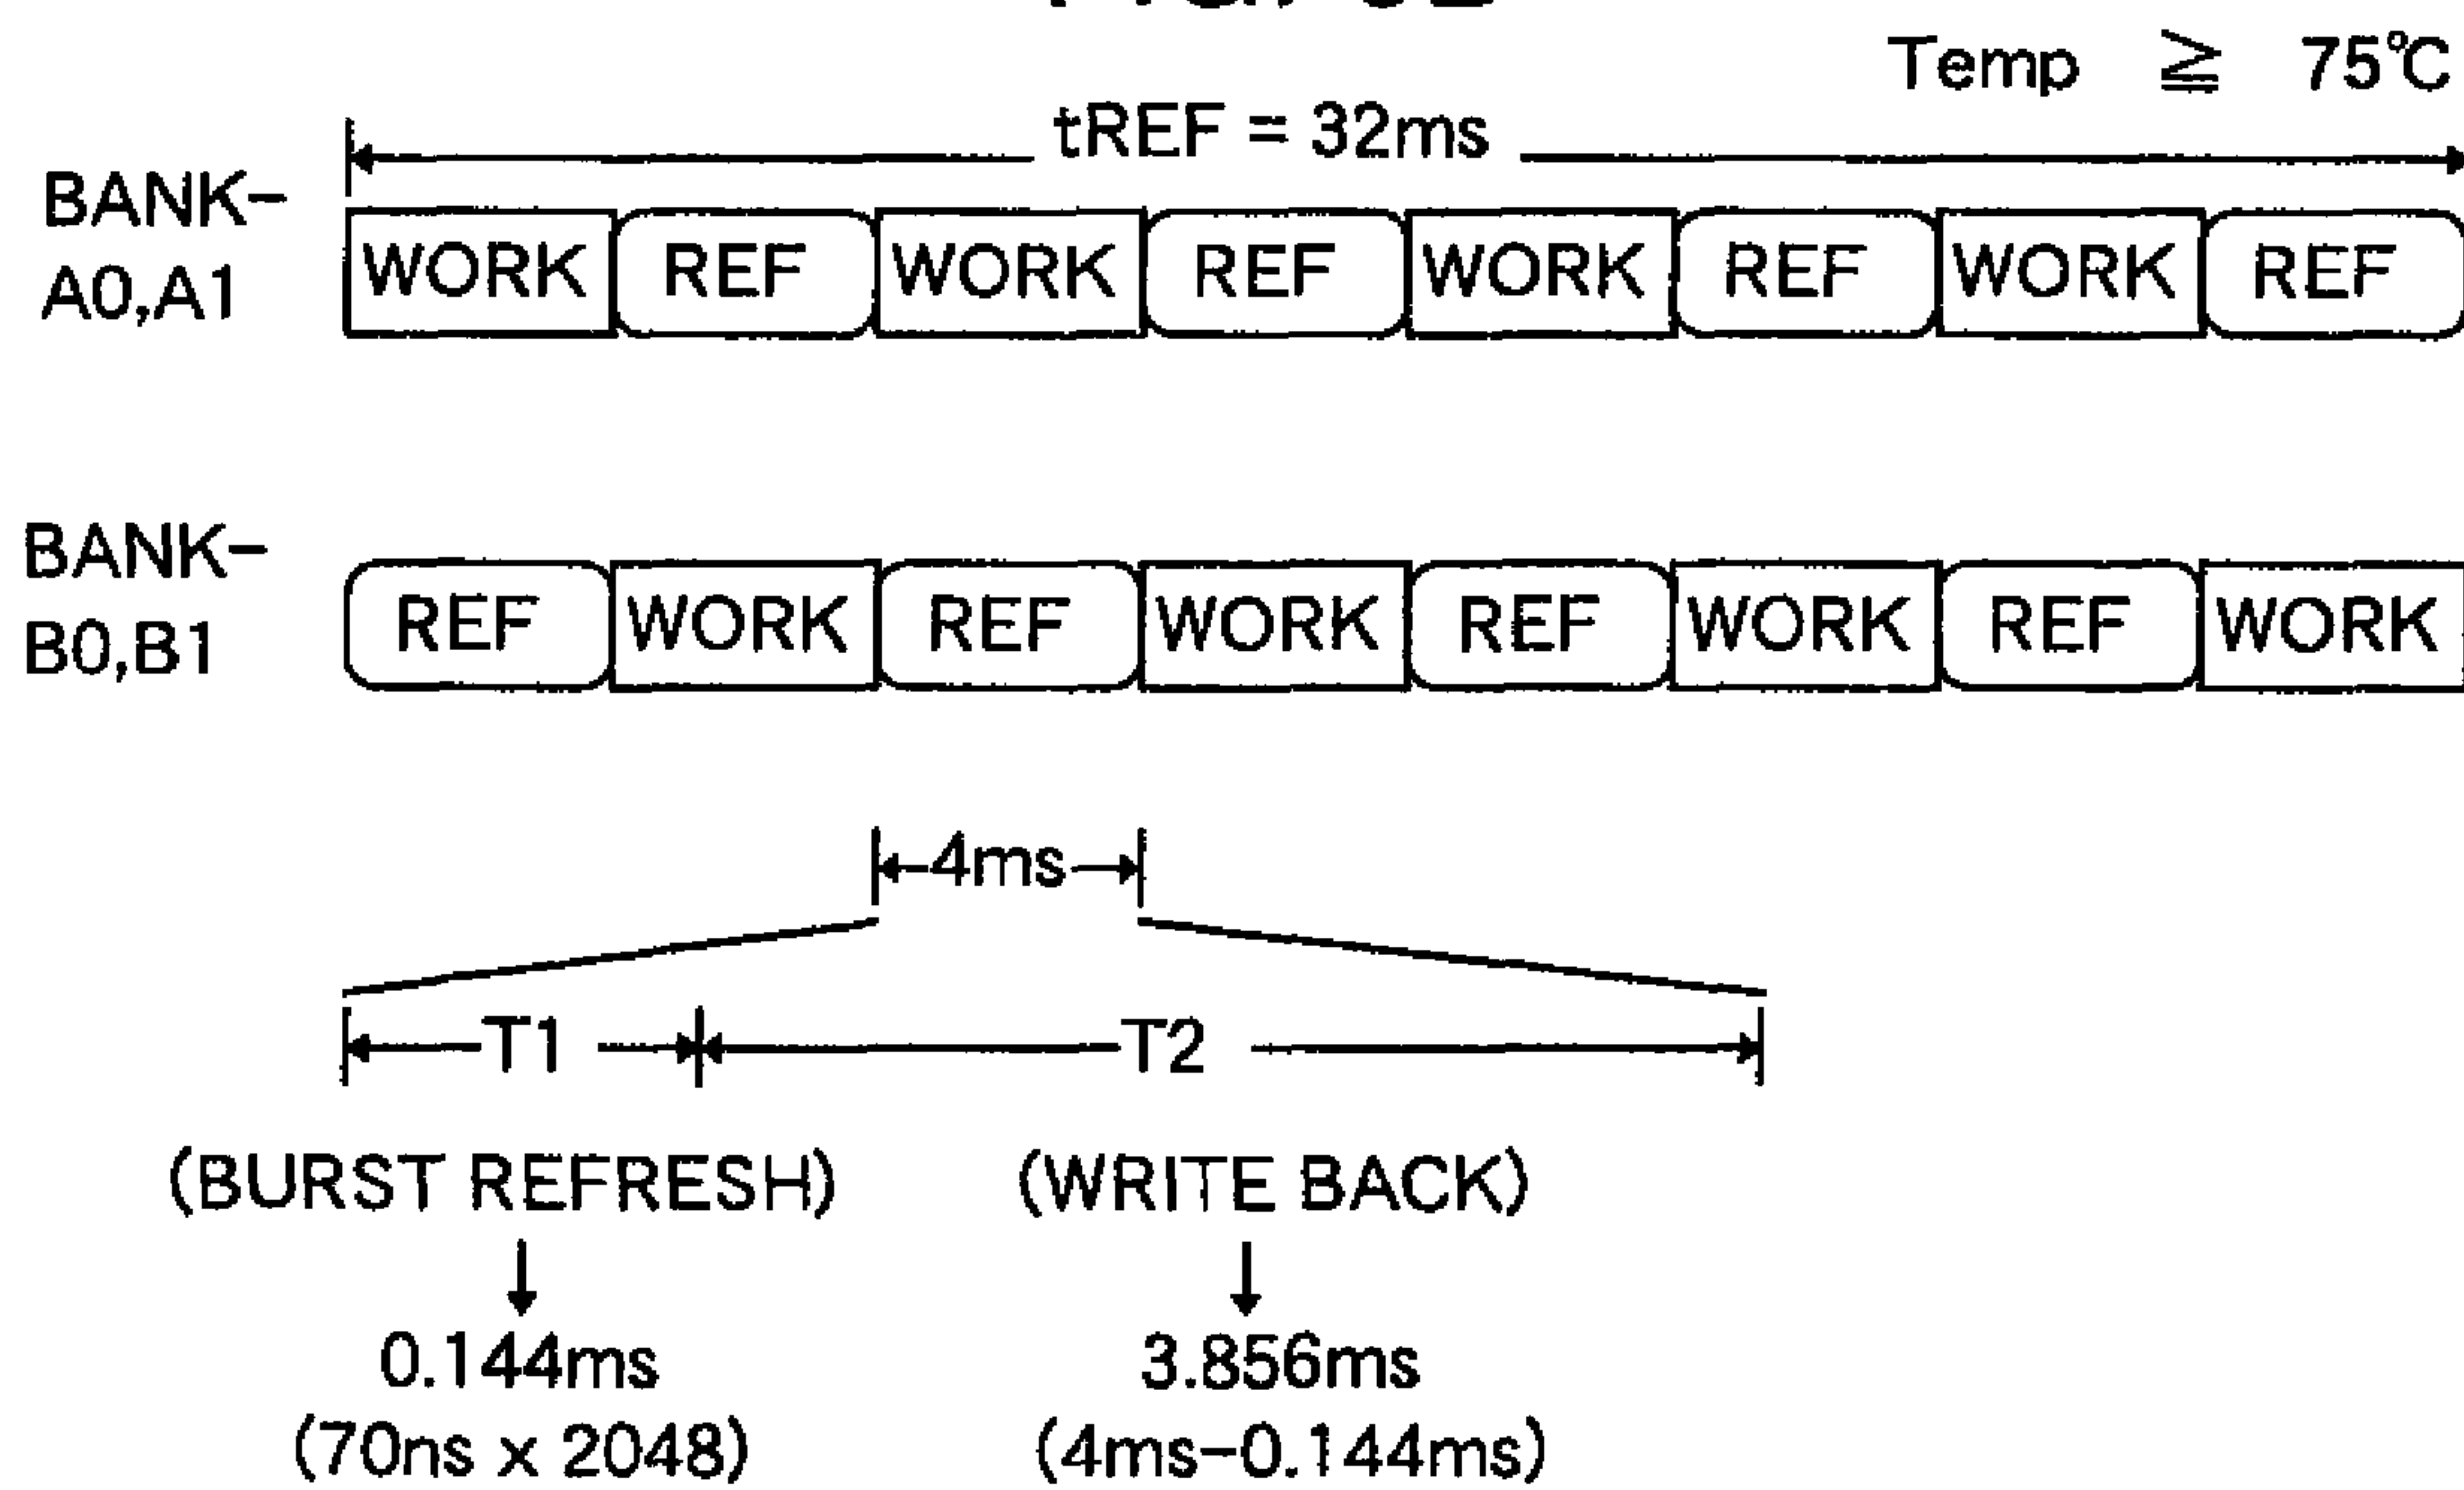 Temp ≧ 75℃
tREF = 32ms
BANK-
A0,A1
WORK REF WORK REF WORK REF WORK REF
BANK-
B0,B1
REF WORK REF WORK REF WORK REF WORK
4ms
T1 T2
(BURST REFRESH) (WRITE BACK)
0.144ms 3.856ms
(70ns x 2048) (4ms-0.144ms)